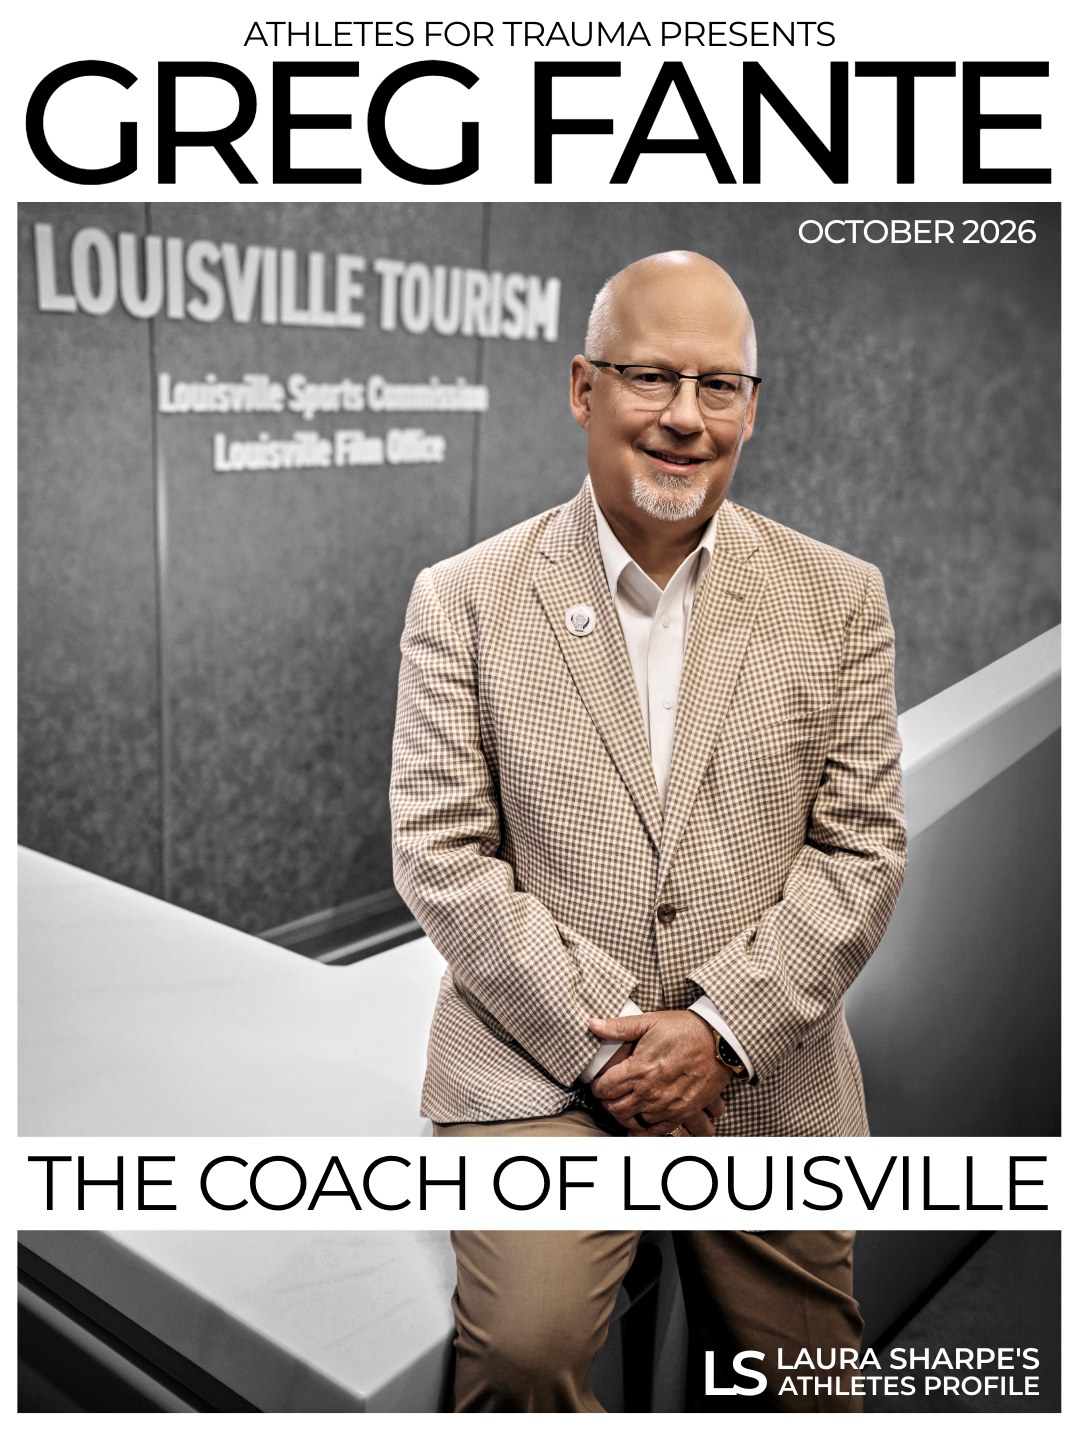 ATHLETES FOR TRAUMA PRESENTS
GREG FANTE
OCTOBER 2026
LOUISVILLE TOURISM
Louisville Sports Commission
Louisville Film Office
THE COACH OF LOUISVILLE
LS
LAURA SHARPE'S
ATHLETES PROFILE